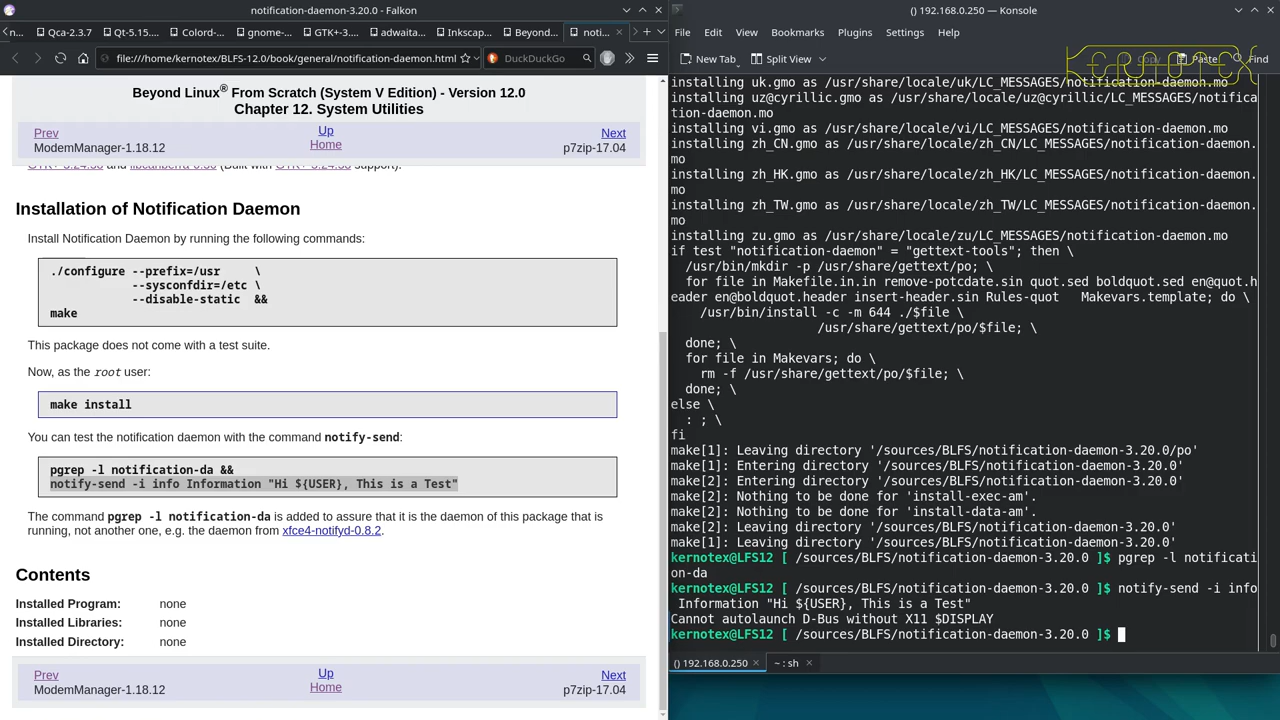 notification-daemon-3.20.0 - Falkon
n... Qca-2.3.7 Qt-5.15.... Colord-... gnome-... GTK+-3.... adwaita... Inkscap... Beyond... noti...
file:///home/kernotex/BLFS-12.0/book/general/notification-daemon.html DuckDuckGo
Beyond Linux® From Scratch (System V Edition) - Version 12.0
Chapter 12. System Utilities
Prev Up Next
ModemManager-1.18.12 Home p7zip-17.04
GTK+-3.24.38 and libcanberra-0.30 (Built with GTK+-3.24.38 support).
Installation of Notification Daemon
Install Notification Daemon by running the following commands:
./configure --prefix=/usr \
--sysconfdir=/etc \
--disable-static &&
make
This package does not come with a test suite.
Now, as the root user:
make install
You can test the notification daemon with the command notify-send:
pgrep -l notification-da &&
notify-send -i info Information "Hi ${USER}, This is a Test"
The command pgrep -l notification-da is added to assure that it is the daemon of this package that is
running, not another one, e.g. the daemon from xfce4-notifyd-0.8.2.
Contents
Installed Program: none
Installed Libraries: none
Installed Directory: none
Prev Up Next
ModemManager-1.18.12 Home p7zip-17.04
() 192.168.0.250 — Konsole
File Edit View Bookmarks Plugins Settings Help
New Tab Split View Copy Paste Find
KERNOTEX
installing uk.gmo as /usr/share/locale/uk/LC_MESSAGES/notification-daemon.mo
installing uz@cyrillic.gmo as /usr/share/locale/uz@cyrillic/LC_MESSAGES/notifica
tion-daemon.mo
installing vi.gmo as /usr/share/locale/vi/LC_MESSAGES/notification-daemon.mo
installing zh_CN.gmo as /usr/share/locale/zh_CN/LC_MESSAGES/notification-daemon.
mo
installing zh_HK.gmo as /usr/share/locale/zh_HK/LC_MESSAGES/notification-daemon.
mo
installing zh_TW.gmo as /usr/share/locale/zh_TW/LC_MESSAGES/notification-daemon.
mo
installing zu.gmo as /usr/share/locale/zu/LC_MESSAGES/notification-daemon.mo
if test "notification-daemon" = "gettext-tools"; then \
/usr/bin/mkdir -p /usr/share/gettext/po; \
for file in Makefile.in.in remove-potcdate.sin quot.sed boldquot.sed en@quot.h
eader en@boldquot.header insert-header.sin Rules-quot Makevars.template; do \
/usr/bin/install -c -m 644 ./$file \
/usr/share/gettext/po/$file; \
done; \
for file in Makevars; do \
rm -f /usr/share/gettext/po/$file; \
done; \
else \
: ; \
fi
make[1]: Leaving directory '/sources/BLFS/notification-daemon-3.20.0/po'
make[1]: Entering directory '/sources/BLFS/notification-daemon-3.20.0'
make[2]: Entering directory '/sources/BLFS/notification-daemon-3.20.0'
make[2]: Nothing to be done for 'install-exec-am'.
make[2]: Nothing to be done for 'install-data-am'.
make[2]: Leaving directory '/sources/BLFS/notification-daemon-3.20.0'
make[1]: Leaving directory '/sources/BLFS/notification-daemon-3.20.0'
kernotex@LFS12 [ /sources/BLFS/notification-daemon-3.20.0 ]$ pgrep -l notificati
on-da
kernotex@LFS12 [ /sources/BLFS/notification-daemon-3.20.0 ]$ notify-send -i info
Information "Hi ${USER}, This is a Test"
Cannot autolaunch D-Bus without X11 $DISPLAY
kernotex@LFS12 [ /sources/BLFS/notification-daemon-3.20.0 ]$
() 192.168.0.250 ~ : sh